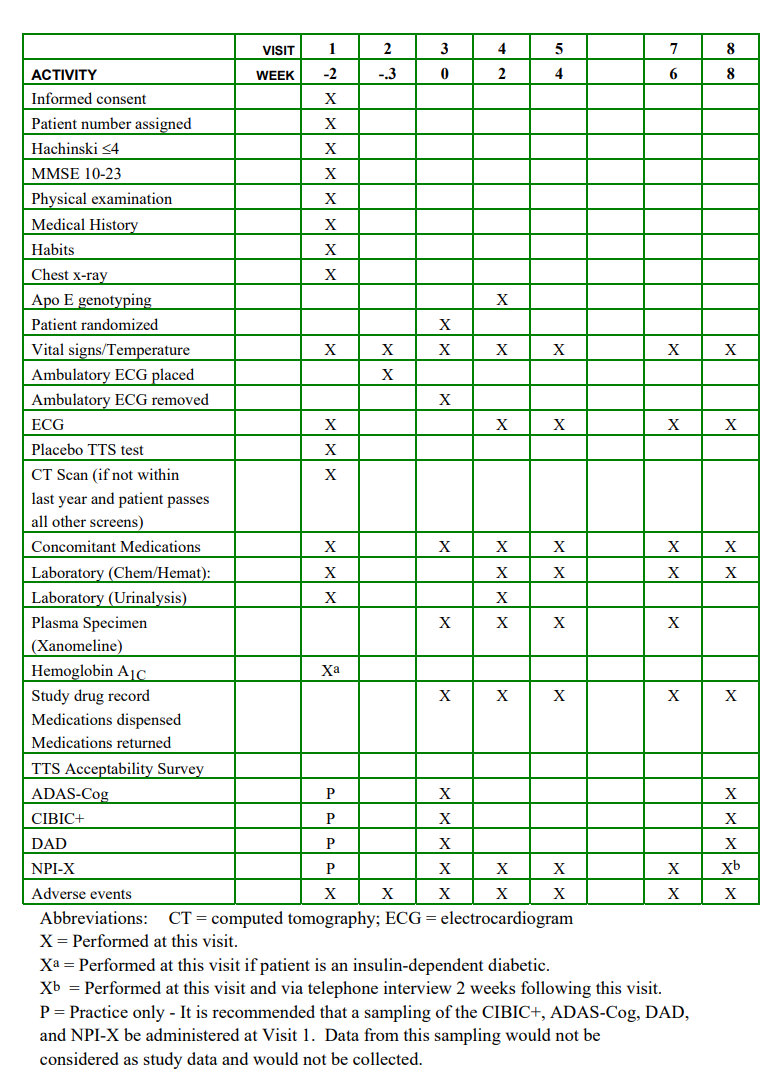 VISIT 1 2 3 4 5 7 8
ACTIVITY WEEK -2 -.3 0 2 4 6 8
Informed consent X
Patient number assigned X
Hachinski ≤4 X
MMSE 10-23 X
Physical examination X
Medical History X
Habits X
Chest x-ray X
Apo E genotyping X
Patient randomized X
Vital signs/Temperature X X X X X X X
Ambulatory ECG placed X
Ambulatory ECG removed X
ECG X X X X X
Placebo TTS test X
CT Scan (if not within X
last year and patient passes
all other screens)
Concomitant Medications X X X X X X
Laboratory (Chem/Hemat): X X X X X
Laboratory (Urinalysis) X X
Plasma Specimen X X X X
(Xanomeline)
Hemoglobin A1C Xa
Study drug record X X X X X
Medications dispensed
Medications returned
TTS Acceptability Survey
ADAS-Cog P X X
CIBIC+ P X X
DAD P X X
NPI-X P X X X X Xb
Adverse events X X X X X X X
Abbreviations: CT = computed tomography; ECG = electrocardiogram
X = Performed at this visit.
Xa = Performed at this visit if patient is an insulin-dependent diabetic.
Xb = Performed at this visit and via telephone interview 2 weeks following this visit.
P = Practice only - It is recommended that a sampling of the CIBIC+, ADAS-Cog, DAD,
and NPI-X be administered at Visit 1. Data from this sampling would not be
considered as study data and would not be collected.